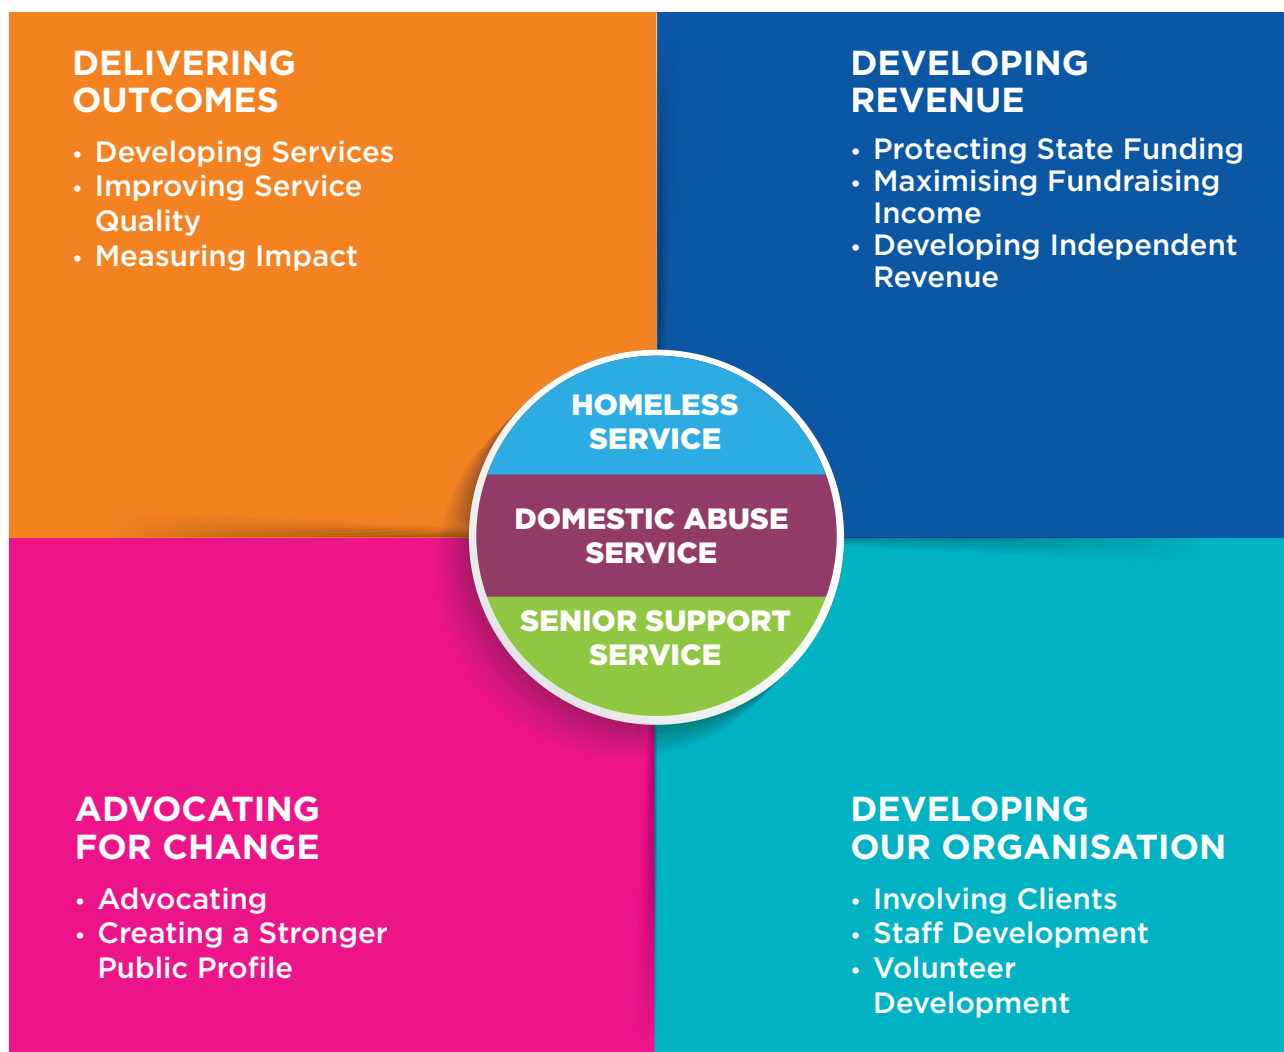 DELIVERING
OUTCOMES
• Developing Services
• Improving Service
Quality
• Measuring Impact
DEVELOPING
REVENUE
• Protecting State Funding
• Maximising Fundraising
Income
• Developing Independent
Revenue
HOMELESS
SERVICE
DOMESTIC ABUSE
SERVICE
SENIOR SUPPORT
SERVICE
ADVOCATING
FOR CHANGE
• Advocating
• Creating a Stronger
Public Profile
DEVELOPING
OUR ORGANISATION
• Involving Clients
• Staff Development
• Volunteer
Development